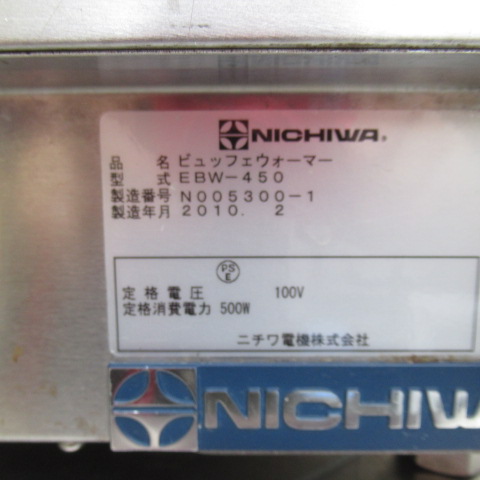 NICHIWA
品 名 ビュッフェウォーマー
型 式 EBW-450
製造番号 N005300-1
製造年月 2010. 2
PS E
定格電圧 100V
定格消費電力 500W
ニチワ電機株式会社
NICHIW